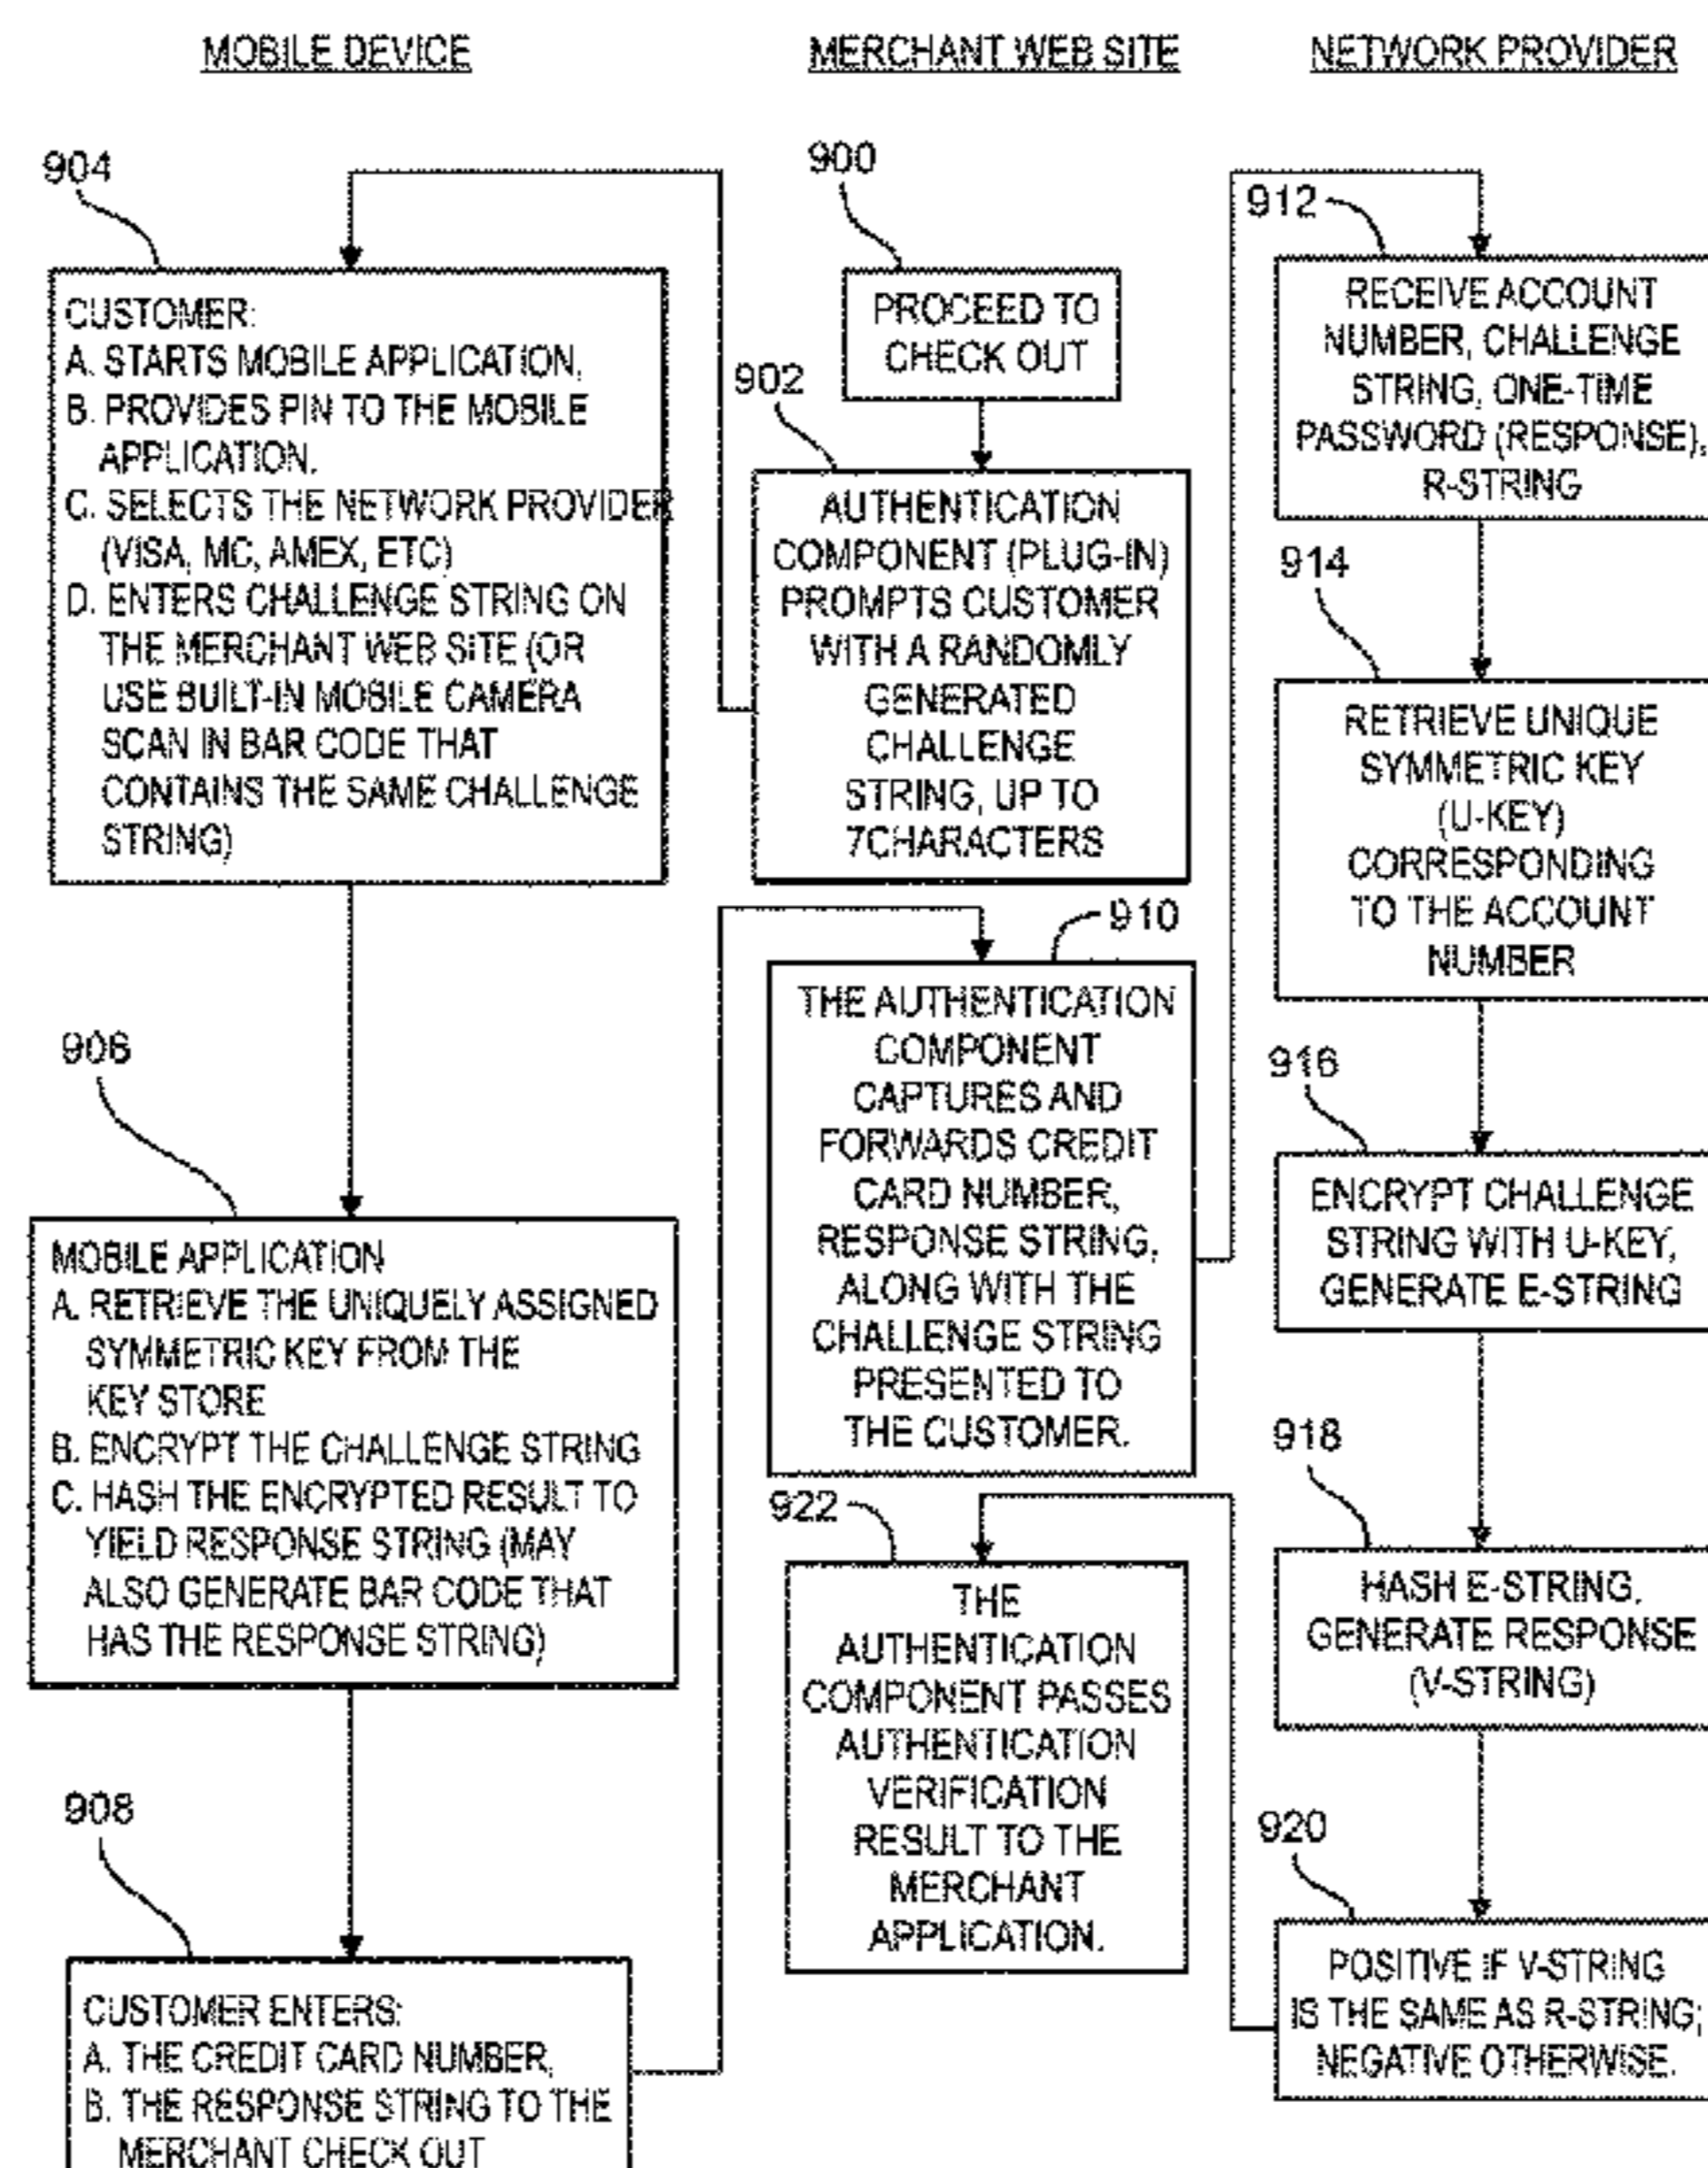 MOBILE DEVICE
MERCHANT WEB SITE
NETWORK PROVIDER
904
CUSTOMER:
A. STARTS MOBILE APPLICATION,
B. PROVIDES PIN TO THE MOBILE
APPLICATION.
C. SELECTS THE NETWORK PROVIDER
(VISA, MC, AMEX, ETC)
D. ENTERS CHALLENGE STRING ON
THE MERCHANT WEB SITE (OR
USE BUILT-IN MOBILE CAMERA
SCAN IN BAR CODE THAT
CONTAINS THE SAME CHALLENGE
STRING)
906
MOBILE APPLICATION
A. RETRIEVE THE UNIQUELY ASSIGNED
SYMMETRIC KEY FROM THE
KEY STORE
B. ENCRYPT THE CHALLENGE STRING
C. HASH THE ENCRYPTED RESULT TO
YIELD RESPONSE STRING (MAY
ALSO GENERATE BAR CODE THAT
HAS THE RESPONSE STRING)
908
CUSTOMER ENTERS:
A. THE CREDIT CARD NUMBER,
B. THE RESPONSE STRING TO THE
MERCHANT CHECK OUT
900
PROCEED TO
CHECK OUT
902
AUTHENTICATION
COMPONENT (PLUG-IN)
PROMPTS CUSTOMER
WITH A RANDOMLY
GENERATED
CHALLENGE
STRING, UP TO
7CHARACTERS
910
THE AUTHENTICATION
COMPONENT
CAPTURES AND
FORWARDS CREDIT
CARD NUMBER,
RESPONSE STRING,
ALONG WITH THE
CHALLENGE STRING
PRESENTED TO
THE CUSTOMER.
922
THE
AUTHENTICATION
COMPONENT PASSES
AUTHENTICATION
VERIFICATION
RESULT TO THE
MERCHANT
APPLICATION.
912
RECEIVE ACCOUNT
NUMBER, CHALLENGE
STRING, ONE-TIME
PASSWORD (RESPONSE),
R-STRING
914
RETRIEVE UNIQUE
SYMMETRIC KEY
(U-KEY)
CORRESPONDING
TO THE ACCOUNT
NUMBER
916
ENCRYPT CHALLENGE
STRING WITH U-KEY,
GENERATE E-STRING
918
HASH E-STRING,
GENERATE RESPONSE
(V-STRING)
920
POSITIVE IF V-STRING
IS THE SAME AS R-STRING;
NEGATIVE OTHERWISE.